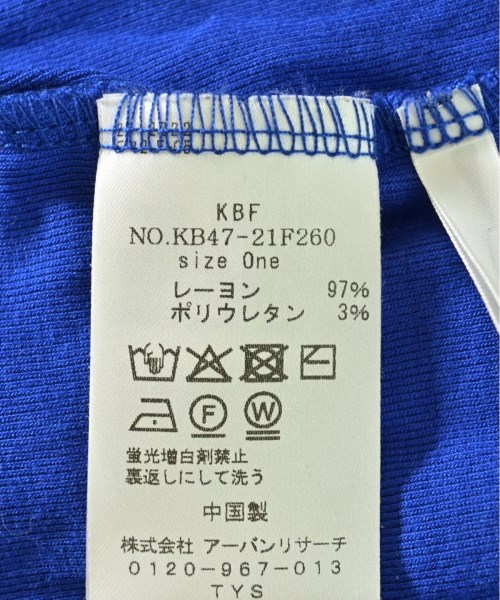 KBF
NO.KB47-21F260
size One
レーヨン 97%
ポリウレタン 3%
F W
蛍光増白剤禁止
裏返しにして洗う
中国製
株式会社 アーバンリサーチ
0120-967-013
TYS